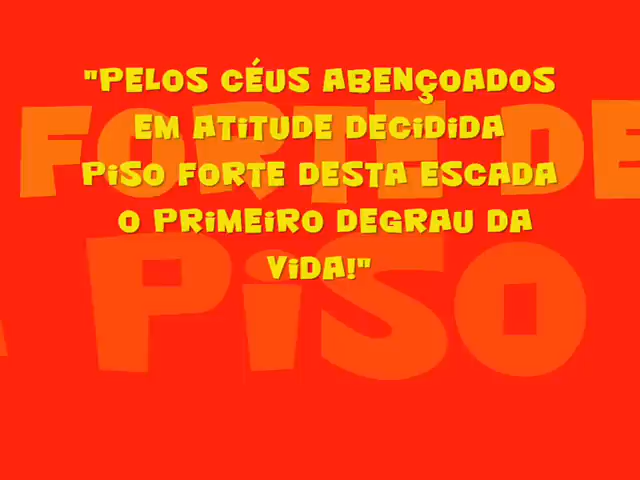 "PELOS CÉUS ABENÇOADOS
EM ATITUDE DECIDIDA
PISO FORTE DESTA ESCADA
O PRIMEIRO DEGRAU DA
VIDA!"
FORTE DE
A PISO